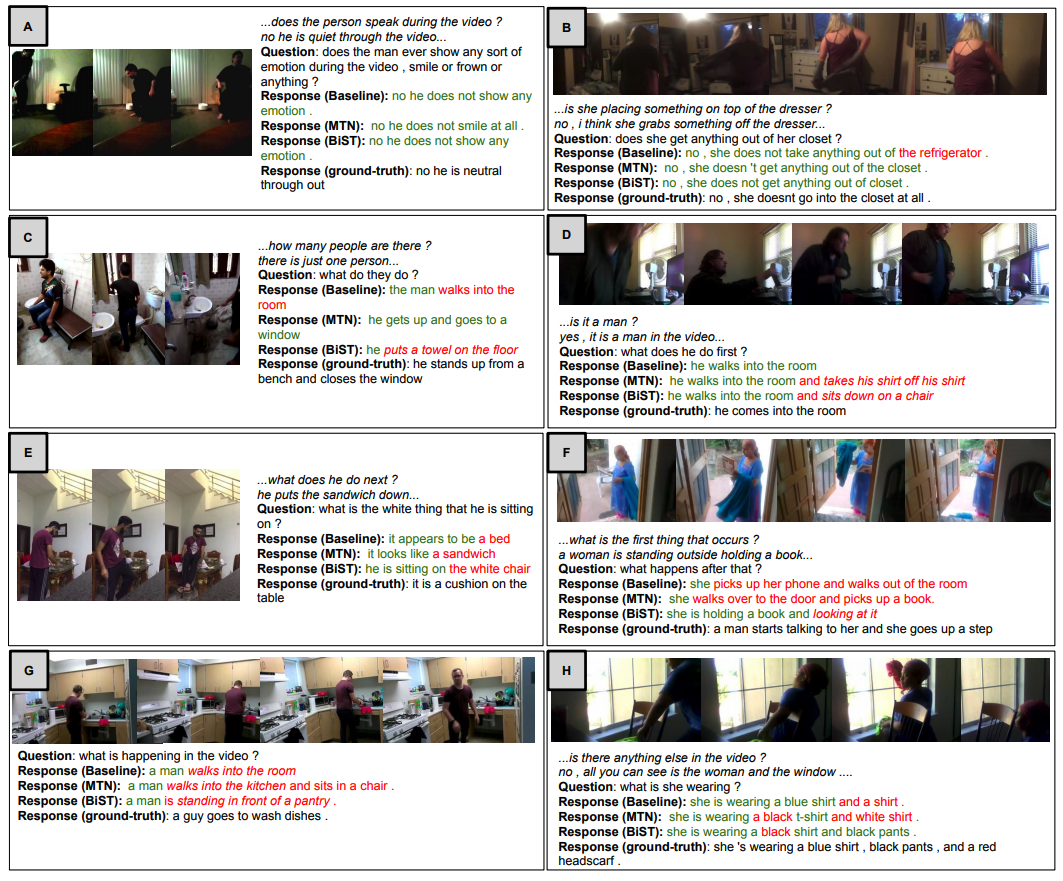 A
...does the person speak during the video ?
no he is quiet through the video...
Question: does the man ever show any sort of
emotion during the video , smile or frown or
anything ?
Response (Baseline): no he does not show any
emotion .
Response (MTN): no he does not smile at all .
Response (BiST): no he does not show any
emotion .
Response (ground-truth): no he is neutral
through out
B
...is she placing something on top of the dresser ?
no , i think she grabs something off the dresser...
Question: does she get anything out of her closet ?
Response (Baseline): no , she does not take anything out of the refrigerator .
Response (MTN): no , she doesn 't get anything out of the closet .
Response (BiST): no , she does not get anything out of closet .
Response (ground-truth): no , she doesnt go into the closet at all .
C
...how many people are there ?
there is just one person...
Question: what do they do ?
Response (Baseline): the man walks into the
room
Response (MTN): he gets up and goes to a
window
Response (BiST): he puts a towel on the floor
Response (ground-truth): he stands up from a
bench and closes the window
D
...is it a man ?
yes , it is a man in the video...
Question: what does he do first ?
Response (Baseline): he walks into the room
Response (MTN): he walks into the room and takes his shirt off his shirt
Response (BiST): he walks into the room and sits down on a chair
Response (ground-truth): he comes into the room
E
...what does he do next ?
he puts the sandwich down...
Question: what is the white thing that he is sitting
on ?
Response (Baseline): it appears to be a bed
Response (MTN): it looks like a sandwich
Response (BiST): he is sitting on the white chair
Response (ground-truth): it is a cushion on the
table
F
...what is the first thing that occurs ?
a woman is standing outside holding a book...
Question: what happens after that ?
Response (Baseline): she picks up her phone and walks out of the room
Response (MTN): she walks over to the door and picks up a book.
Response (BiST): she is holding a book and looking at it
Response (ground-truth): a man starts talking to her and she goes up a step
G
Question: what is happening in the video ?
Response (Baseline): a man walks into the room
Response (MTN): a man walks into the kitchen and sits in a chair .
Response (BiST): a man is standing in front of a pantry .
Response (ground-truth): a guy goes to wash dishes .
H
...is there anything else in the video ?
no , all you can see is the woman and the window ....
Question: what is she wearing ?
Response (Baseline): she is wearing a blue shirt and a shirt .
Response (MTN): she is wearing a black t-shirt and white shirt .
Response (BiST): she is wearing a black shirt and black pants .
Response (ground-truth): she 's wearing a blue shirt , black pants , and a red
headscarf .